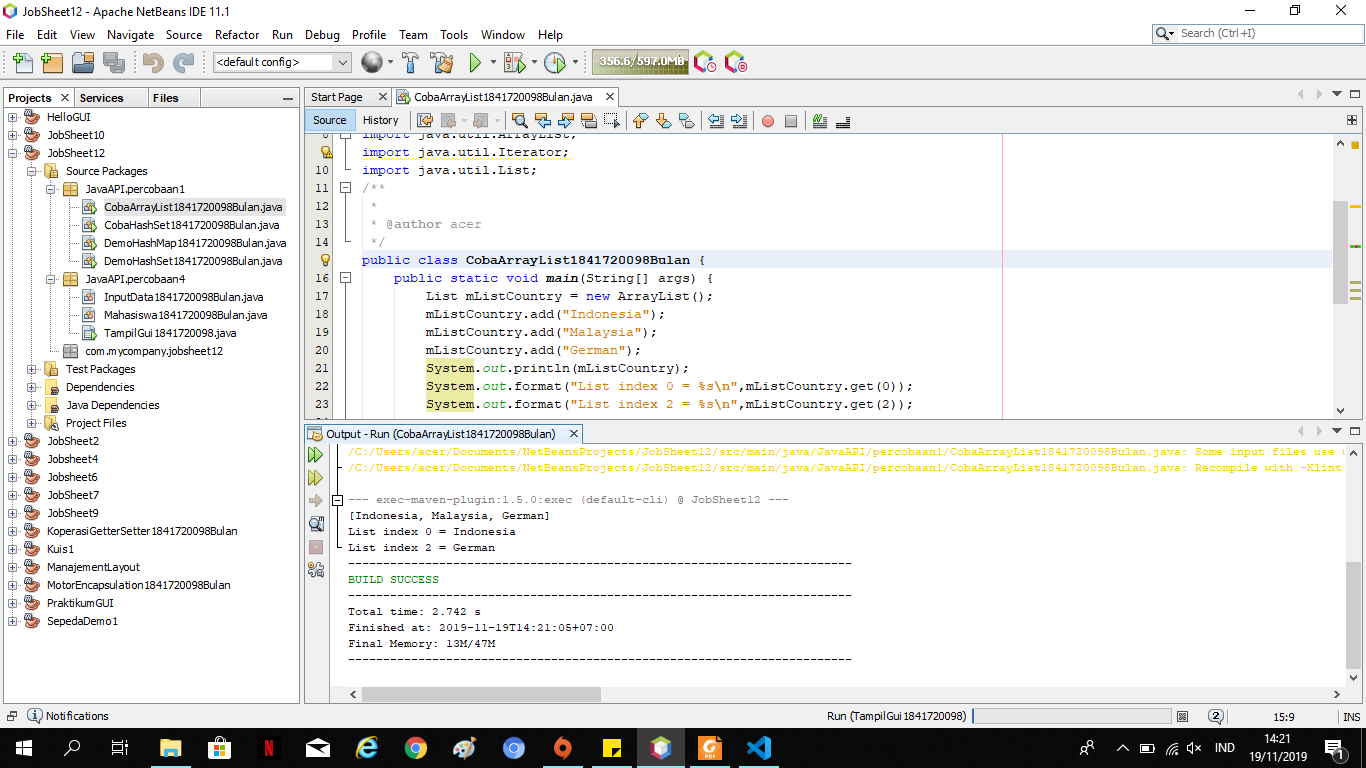 JobSheet12 - Apache NetBeans IDE 11.1
File Edit View Navigate Source Refactor Run Debug Profile Team Tools Window Help
Search (Ctrl+I)
<default config>
356.6/597.0MB
Projects Services Files
HelloGUI
JobSheet10
JobSheet12
Source Packages
JavaAPI.percobaan1
CobaArrayList1841720098Bulan.java
CobaHashSet1841720098Bulan.java
DemoHashMap1841720098Bulan.java
DemoHashSet1841720098Bulan.java
JavaAPI.percobaan4
InputData1841720098Bulan.java
Mahasiswa1841720098Bulan.java
TampilGui1841720098.java
com.mycompany.jobsheet12
Test Packages
Dependencies
Java Dependencies
Project Files
JobSheet2
Jobsheet4
Jobsheet6
JobSheet7
JobSheet9
KoperasiGetterSetter1841720098Bulan
Kuis1
ManajementLayout
MotorEncapsulation1841720098Bulan
PraktikumGUI
SepedaDemo1
Start Page CobaArrayList1841720098Bulan.java
Source History
8 import java.util.ArrayList;
import java.util.Iterator;
10 import java.util.List;
11 /**
12 *
13 * @author acer
14 */
public class CobaArrayList1841720098Bulan {
16 public static void main(String[] args) {
17 List mListCountry = new ArrayList();
18 mListCountry.add("Indonesia");
19 mListCountry.add("Malaysia");
20 mListCountry.add("German");
21 System.out.println(mListCountry);
22 System.out.format("List index 0 = %s\n",mListCountry.get(0));
23 System.out.format("List index 2 = %s\n",mListCountry.get(2));
Output - Run (CobaArrayList1841720098Bulan)
/C:/Users/acer/Documents/NetBeansProjects/JobSheet12/src/main/java/JavaAPI/percobaan1/CobaArrayList1841720098Bulan.java: Some input files use
/C:/Users/acer/Documents/NetBeansProjects/JobSheet12/src/main/java/JavaAPI/percobaan1/CobaArrayList1841720098Bulan.java: Recompile with -Xlint:
--- exec-maven-plugin:1.5.0:exec (default-cli) @ JobSheet12 ---
[Indonesia, Malaysia, German]
List index 0 = Indonesia
List index 2 = German
------------------------------------------------------------------------
BUILD SUCCESS
------------------------------------------------------------------------
Total time: 2.742 s
Finished at: 2019-11-19T14:21:05+07:00
Final Memory: 13M/47M
------------------------------------------------------------------------
Notifications
Run (TampilGui1841720098)
2
15:9
INS
IND
14:21
19/11/2019
1